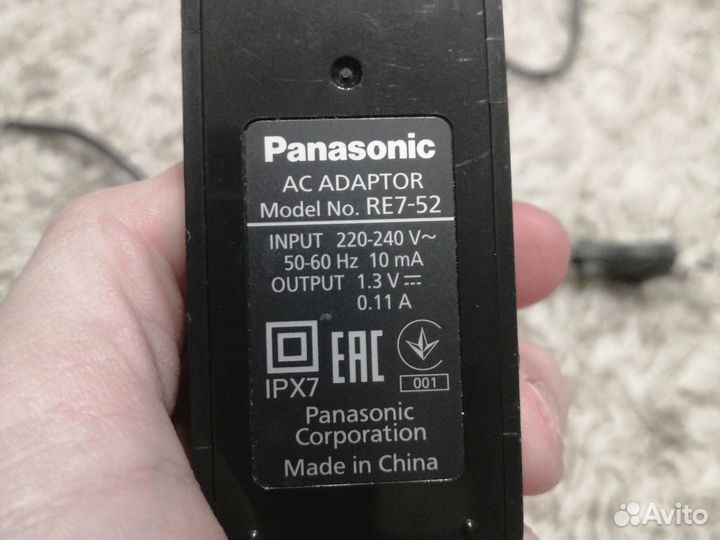 Panasonic
AC ADAPTOR
Model No. RE7-52
INPUT 220-240 V~
50-60 Hz 10 mA
OUTPUT 1.3 V⎓
0.11 A
IPX7 EAC 001
Panasonic
Corporation
Made in China
Avito